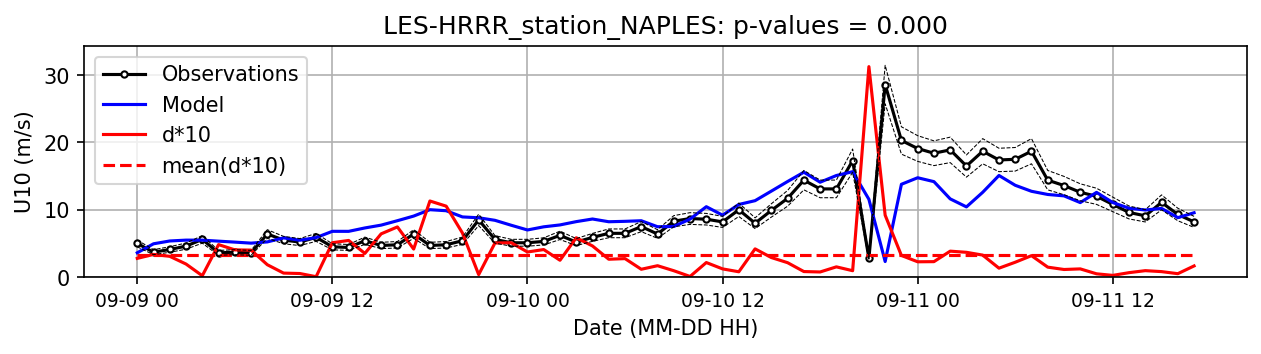 LES-HRRR_station_NAPLES: p-values = 0.000
U10 (m/s)
30
20
10
0
Observations
Model
d*10
mean(d*10)
09-09 00
09-09 12
09-10 00
09-10 12
09-11 00
09-11 12
Date (MM-DD HH)